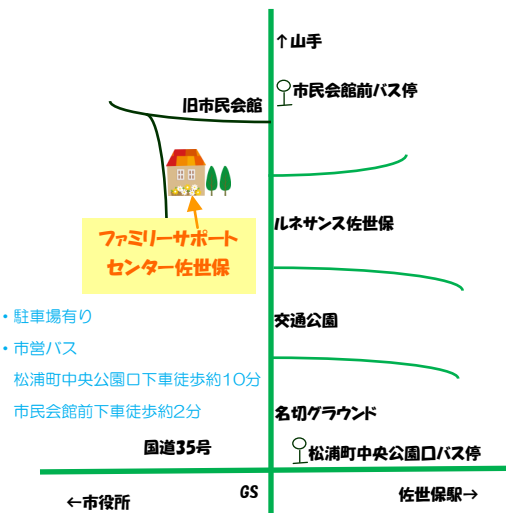 ↑山手
市民会館前バス停
旧市民会館
ルネサンス佐世保
ファミリーサポート
センター佐世保
・駐車場有り
交通公園
・市営バス
松浦町中央公園口下車徒歩約10分
市民会館前下車徒歩約2分
名切グラウンド
国道35号
松浦町中央公園口バス停
GS
佐世保駅→
←市役所